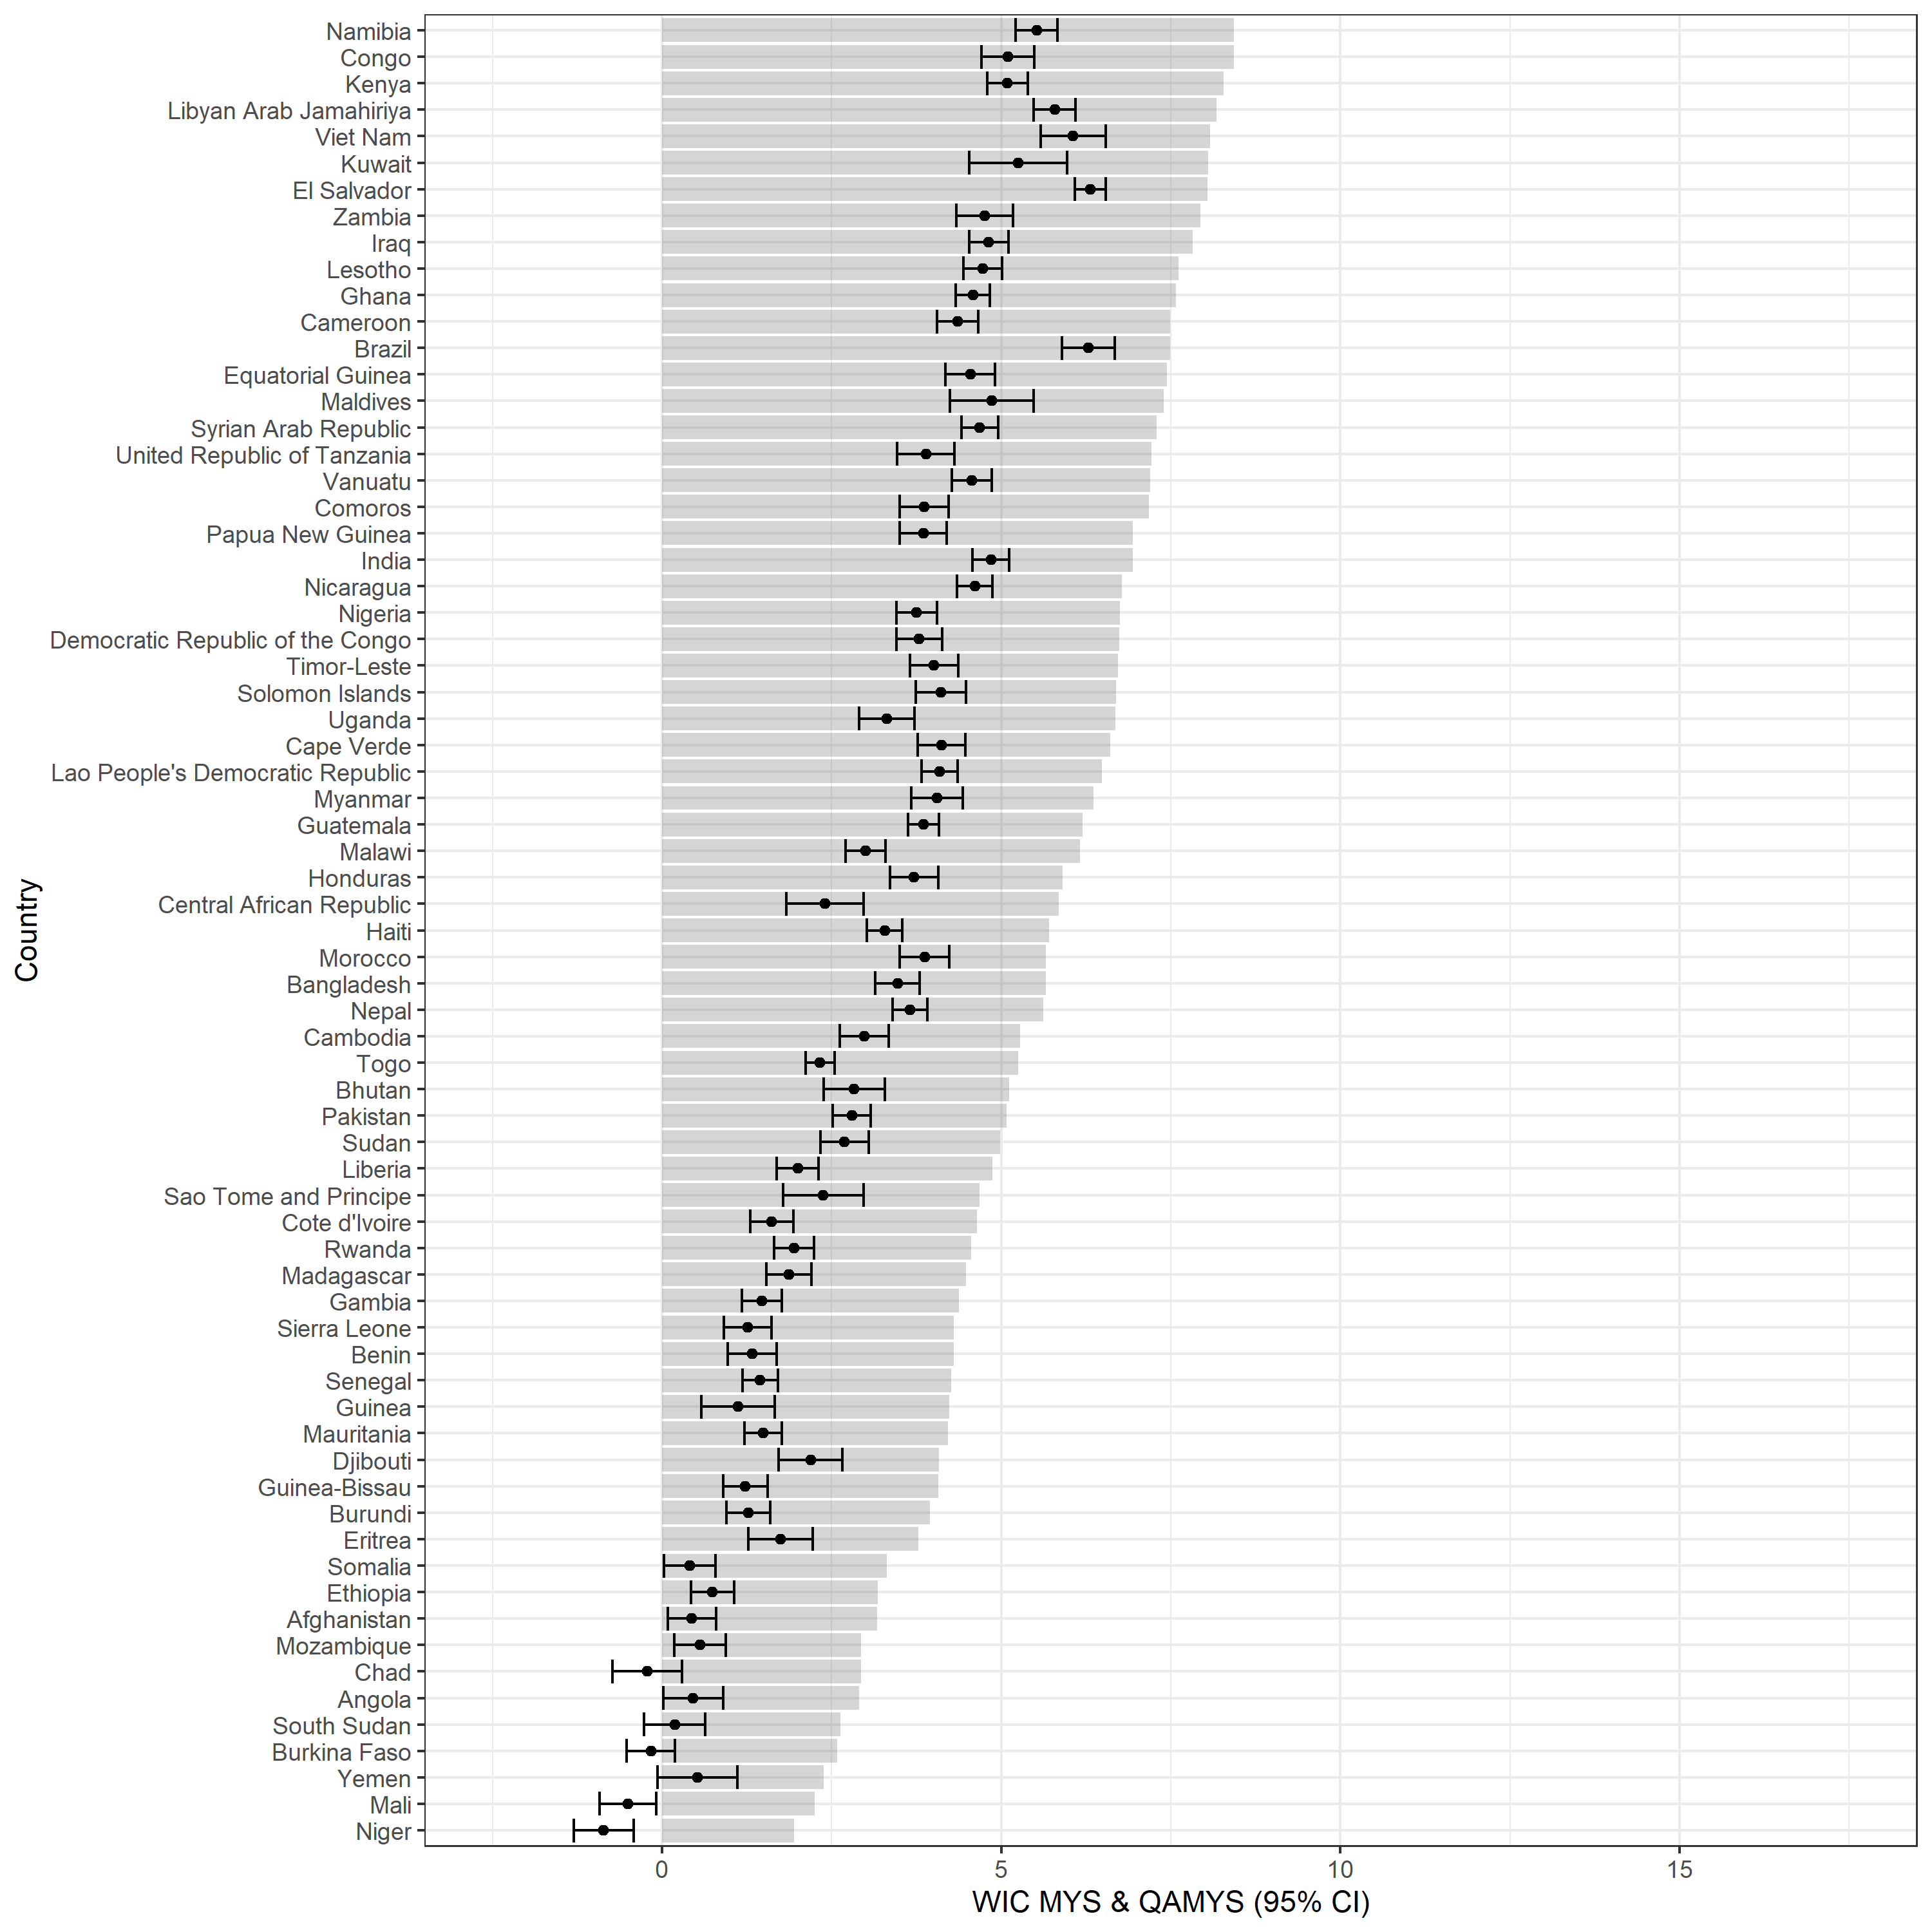 Namibia
Congo
Kenya
Libyan Arab Jamahiriya
Viet Nam
Kuwait
El Salvador
Zambia
Iraq
Lesotho
Ghana
Cameroon
Brazil
Equatorial Guinea
Maldives
Syrian Arab Republic
United Republic of Tanzania
Vanuatu
Comoros
Papua New Guinea
India
Nicaragua
Nigeria
Democratic Republic of the Congo
Timor-Leste
Solomon Islands
Uganda
Cape Verde
Lao People's Democratic Republic
Myanmar
Guatemala
Malawi
Honduras
Central African Republic
Haiti
Morocco
Bangladesh
Nepal
Cambodia
Togo
Bhutan
Pakistan
Sudan
Liberia
Sao Tome and Principe
Cote d'Ivoire
Rwanda
Madagascar
Gambia
Sierra Leone
Benin
Senegal
Guinea
Mauritania
Djibouti
Guinea-Bissau
Burundi
Eritrea
Somalia
Ethiopia
Afghanistan
Mozambique
Chad
Angola
South Sudan
Burkina Faso
Yemen
Mali
Niger
Country
0 5 10 15
WIC MYS & QAMYS (95% CI)